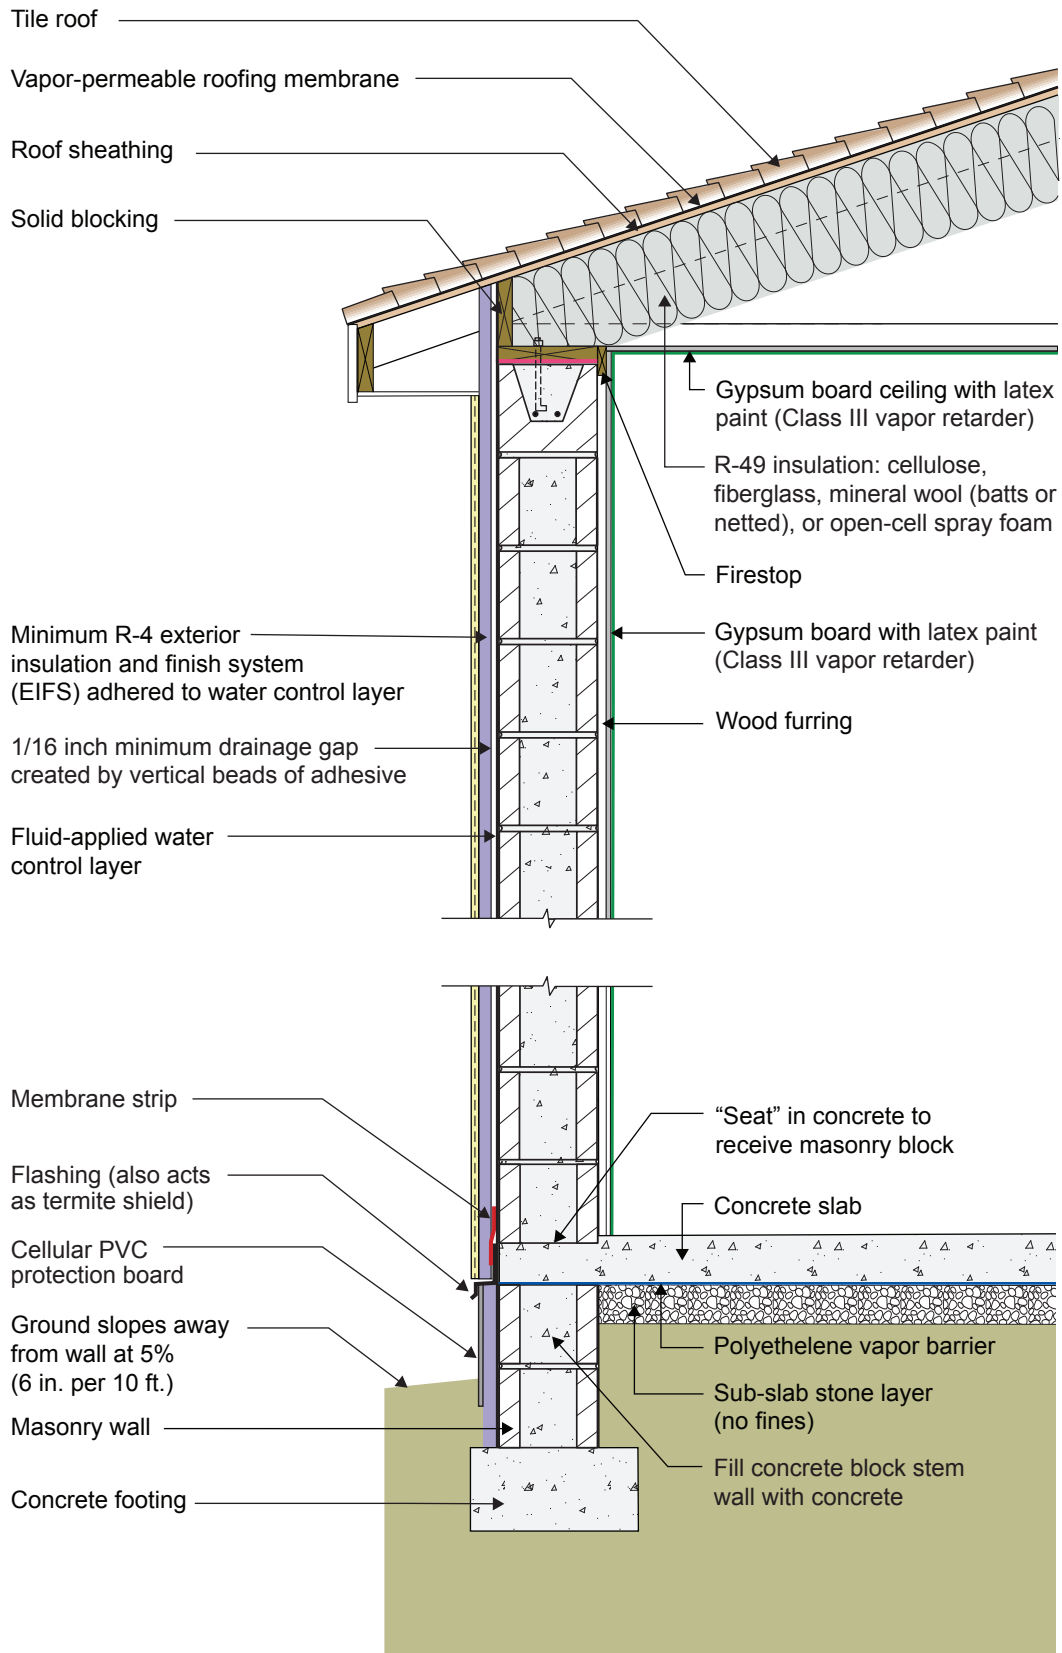 Tile roof
Vapor-permeable roofing membrane
Roof sheathing
Solid blocking
Gypsum board ceiling with latex
paint (Class III vapor retarder)
R-49 insulation: cellulose,
fiberglass, mineral wool (batts or
netted), or open-cell spray foam
Firestop
Minimum R-4 exterior
insulation and finish system
(EIFS) adhered to water control layer
Gypsum board with latex paint
(Class III vapor retarder)
Wood furring
1/16 inch minimum drainage gap
created by vertical beads of adhesive
Fluid-applied water
control layer
Membrane strip
“Seat” in concrete to
receive masonry block
Flashing (also acts
as termite shield)
Concrete slab
Cellular PVC
protection board
Ground slopes away
from wall at 5%
(6 in. per 10 ft.)
Polyethelene vapor barrier
Sub-slab stone layer
(no fines)
Masonry wall
Fill concrete block stem
wall with concrete
Concrete footing